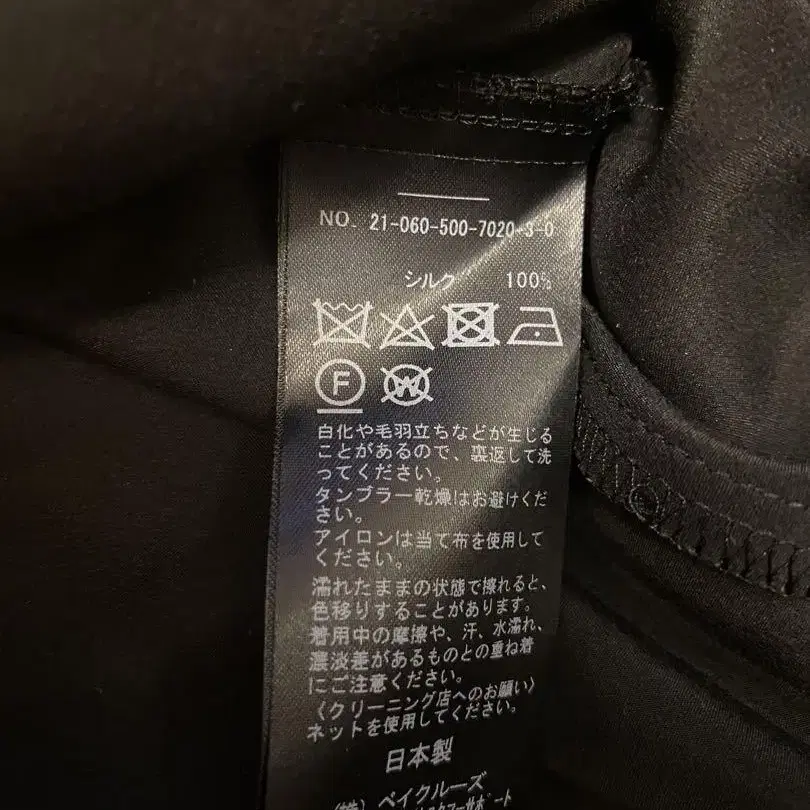 NO. 21-060-500-7020-3-0
シルク 100%
F
W
白化や毛羽立ちなどが生じる
ことがあるので、裏返して洗
ってください。
タンブラー乾燥はお避けくだ
さい。
アイロンは当て布を使用して
ください。
濡れたままの状態で擦れると、
色移りすることがあります。
着用中の摩擦や、汗、水濡れ、
濃淡差があるものとの重ね着
にご注意ください。
〈クリーニング店へのお願い〉
ネットを使用してください。
日本製
(株) ベイクルーズ